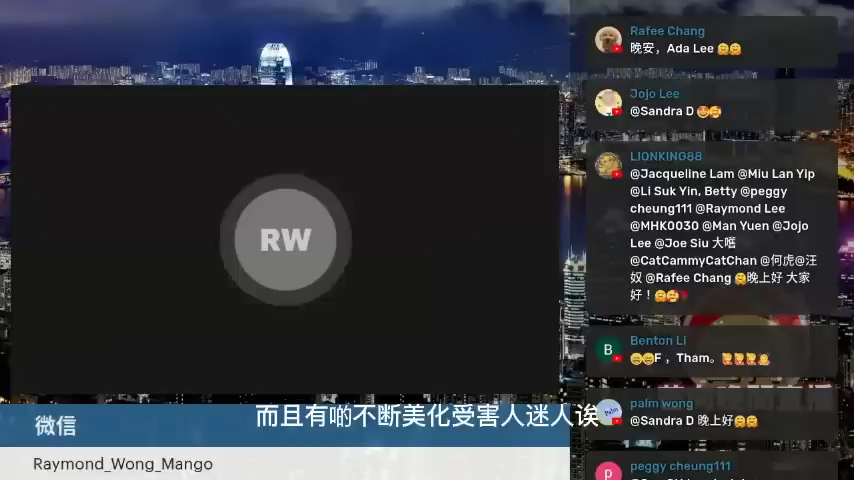 RW
而且有啲不断美化受害人迷人诶
微信
Raymond_Wong_Mango
Rafee Chang
晚安，Ada Lee 🤗🤗
Jojo Lee
@Sandra D 🤩🥰
LIONKING88
@Jacqueline Lam @Miu Lan Yip
@Li Suk Yin, Betty @peggy
cheung111 @Raymond Lee
@MHK0030 @Man Yuen @Jojo
Lee @Joe Siu 大嚿
@CatCammyCatChan @何虎@汪
奴 @Rafee Chang 🤗晚上好 大家
好！🤗🥰🌹
B
Benton Li
😄😄F ，Tham。
palm wong
@Sandra D 晚上好🤗🤗
p
peggy cheung111